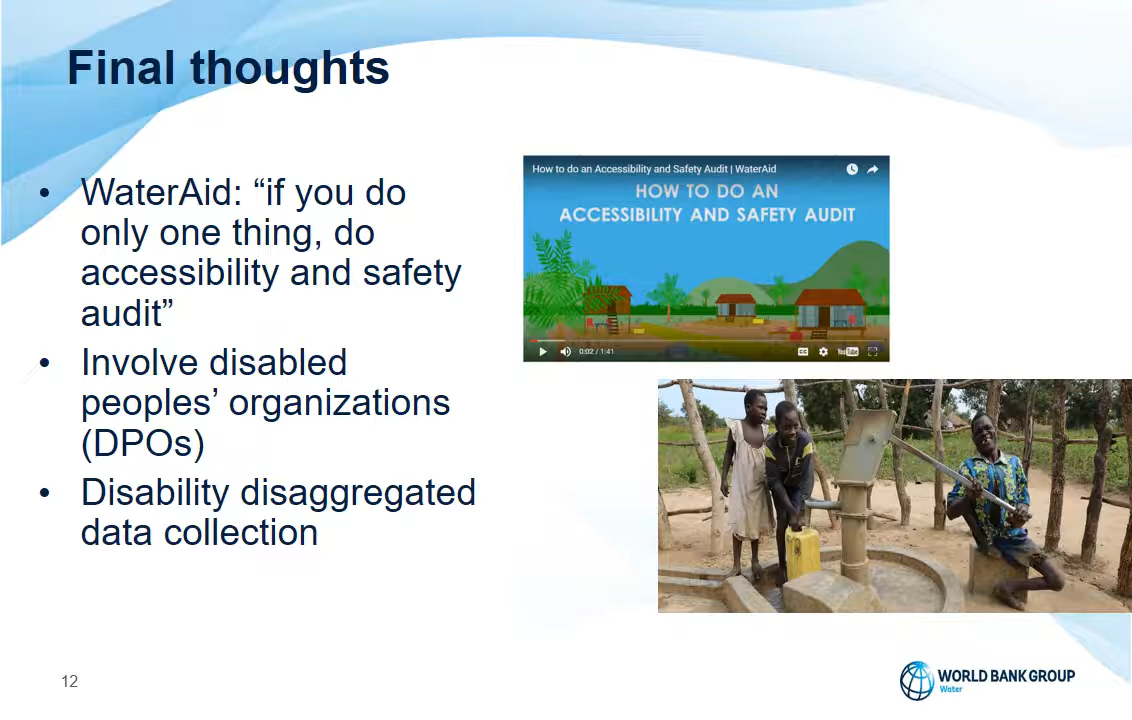 Final thoughts
• WaterAid: “if you do
only one thing, do
accessibility and safety
audit”
• Involve disabled
peoples’ organizations
(DPOs)
• Disability disaggregated
data collection
How to do an Accessibility and Safety Audit | WaterAid
HOW TO DO AN
ACCESSIBILITY AND SAFETY AUDIT
0:02 / 1:41
CC
YouTube
12
WORLD BANK GROUP
Water